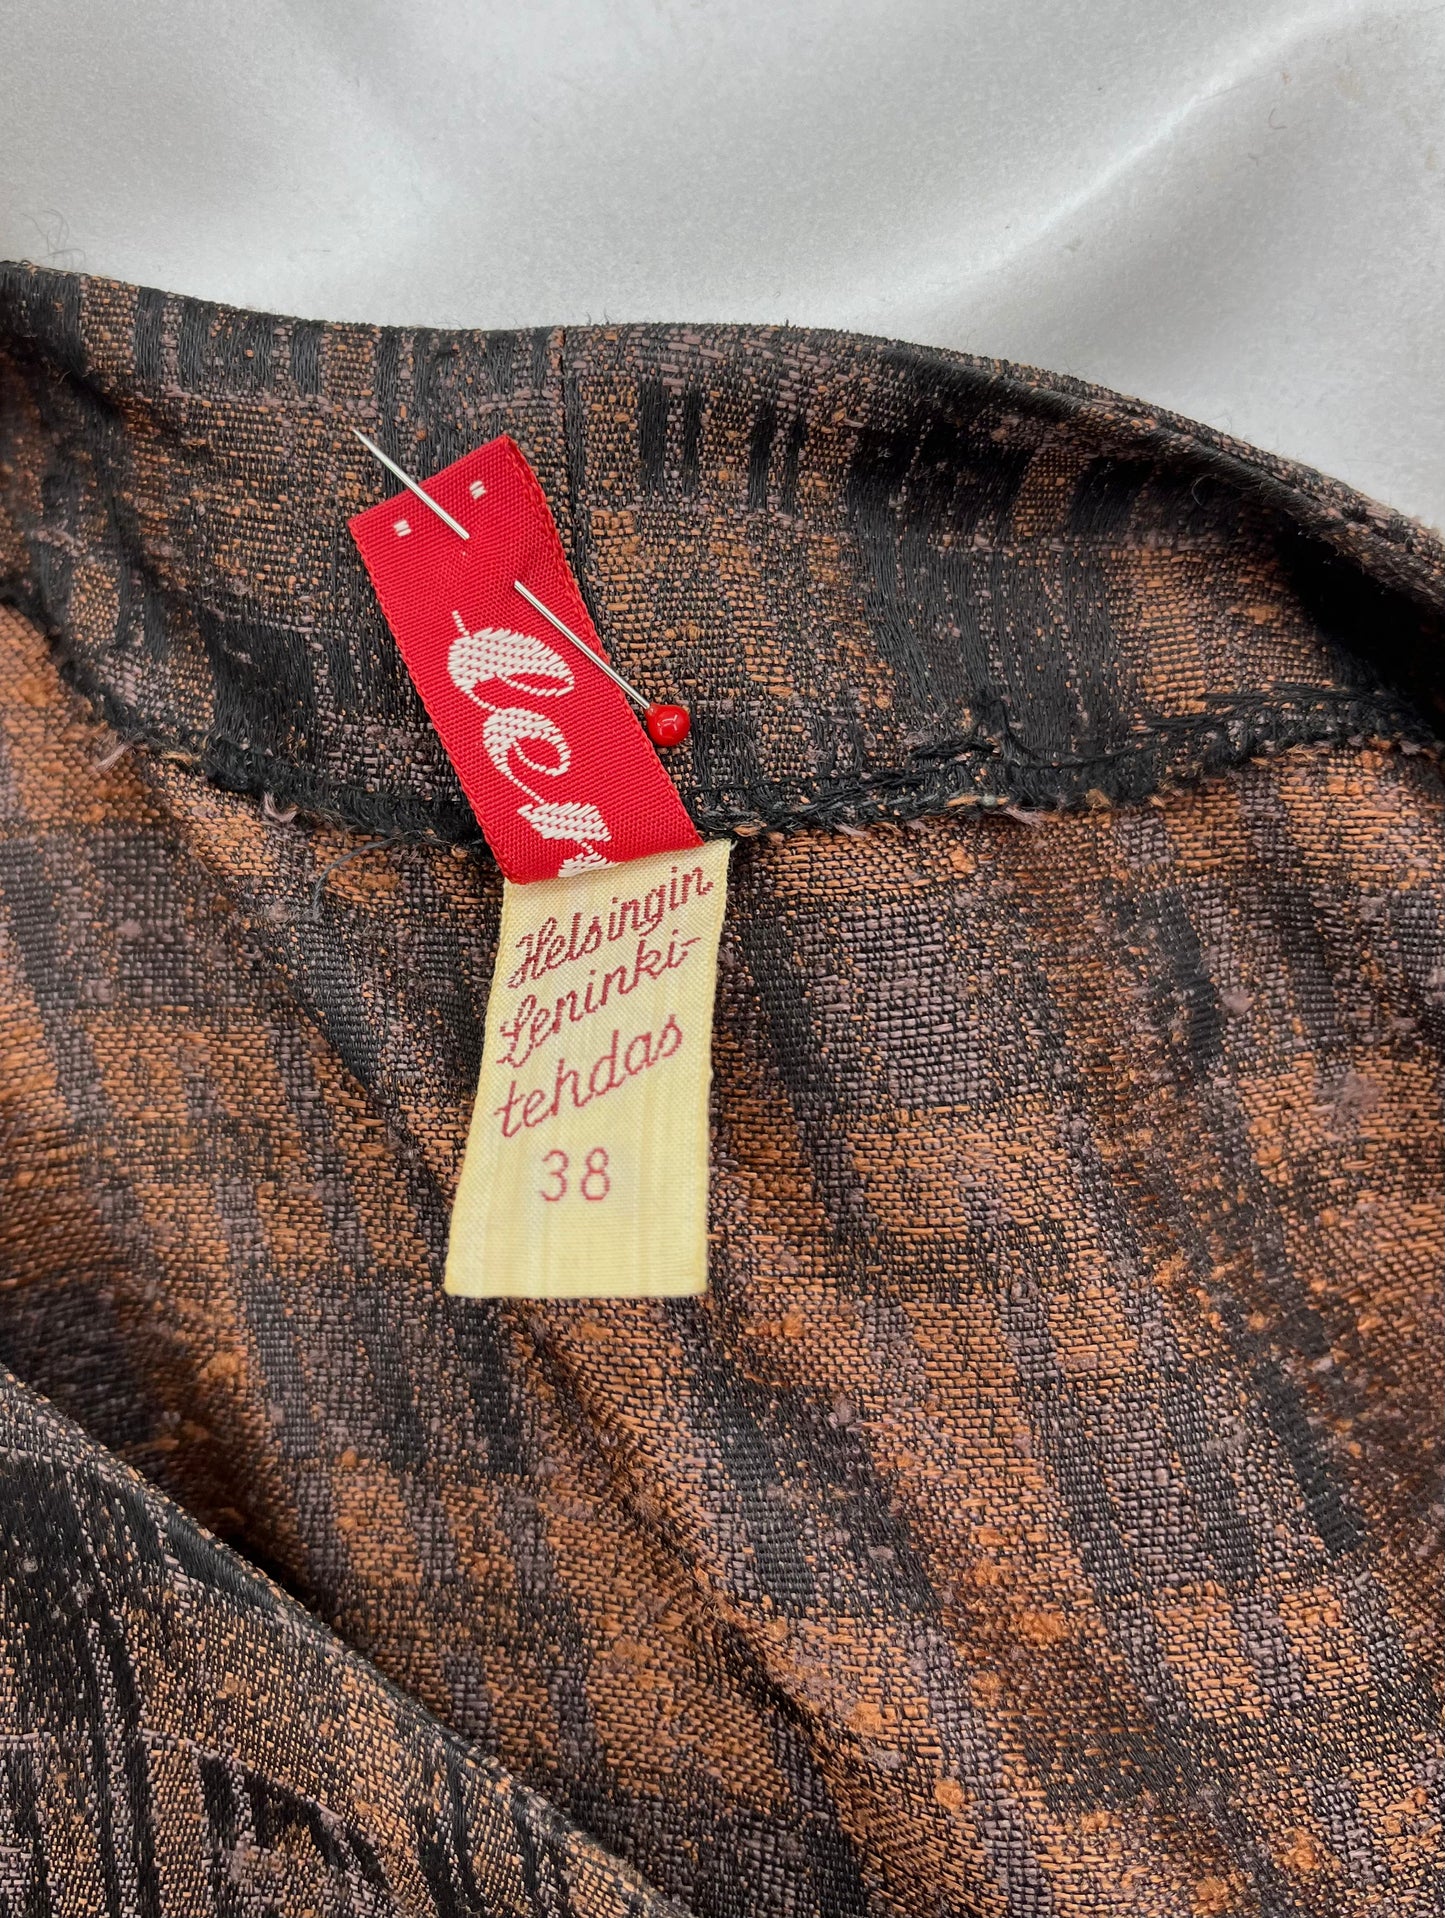 Helsingin
Leninki-
tehdas
38